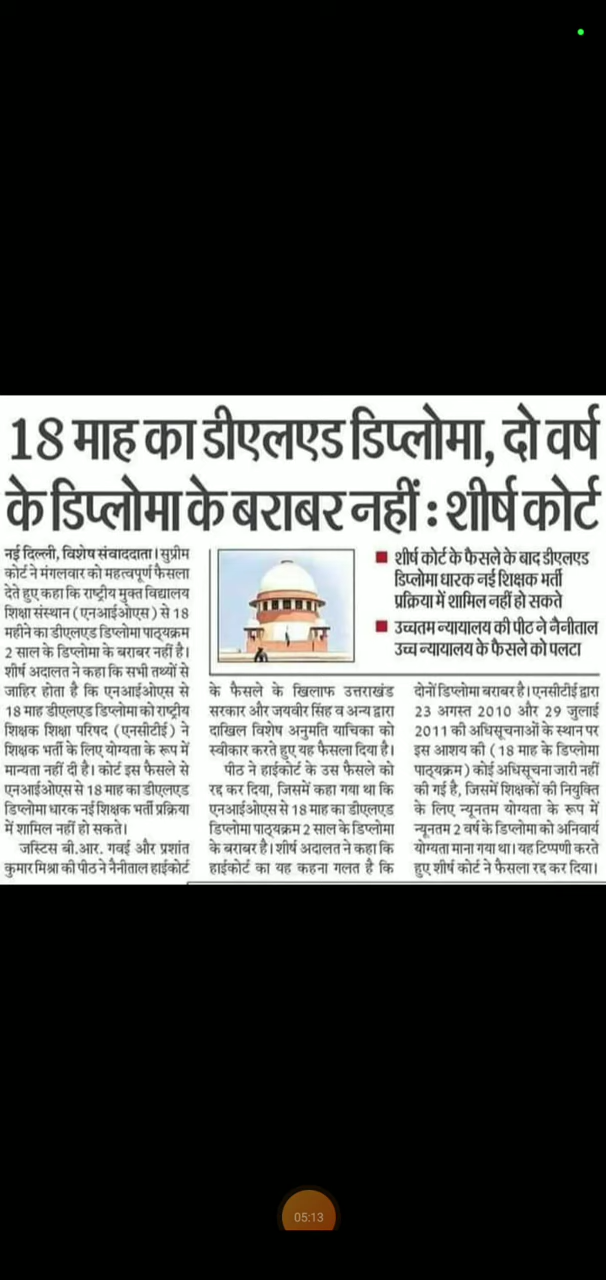 18 माह का डीएलएड डिप्लोमा, दो वर्ष
के डिप्लोमा के बराबर नहीं : शीर्ष कोर्ट
नई दिल्ली, विशेष संवाददाता। सुप्रीम
कोर्ट ने मंगलवार को महत्वपूर्ण फैसला
देते हुए कहा कि राष्ट्रीय मुक्त विद्यालय
शिक्षा संस्थान (एनआईओएस) से 18
महीने का डीएलएड डिप्लोमा पाठ्यक्रम
2 साल के डिप्लोमा के बराबर नहीं है।
शीर्ष अदालत ने कहा कि सभी तथ्यों से
जाहिर होता है कि एनआईओएस से
18 माह डीएलएड डिप्लोमा को राष्ट्रीय
शिक्षक शिक्षा परिषद (एनसीटीई) ने
शिक्षक भर्ती के लिए योग्यता के रूप में
मान्यता नहीं दी है। कोर्ट इस फैसले से
एनआईओएस से 18 माह का डीएलएड
डिप्लोमा धारक नई शिक्षक भर्ती प्रक्रिया
में शामिल नहीं हो सकते।
जस्टिस बी.आर. गवई और प्रशांत
कुमार मिश्रा की पीठ ने नैनीताल हाईकोर्ट
शीर्ष कोर्ट के फैसले के बाद डीएलएड
डिप्लोमा धारक नई शिक्षक भर्ती
प्रक्रिया में शामिल नहीं हो सकते
उच्चतम न्यायालय की पीट ने नैनीताल
उच्च न्यायालय के फैसले को पलटा
के फैसले के खिलाफ उत्तराखंड
सरकार और जयवीर सिंह व अन्य द्वारा
दाखिल विशेष अनुमति याचिका को
स्वीकार करते हुए यह फैसला दिया है।
पीठ ने हाईकोर्ट के उस फैसले को
रद्द कर दिया, जिसमें कहा गया था कि
एनआईओएस से 18 माह का डीएलएड
डिप्लोमा पाठ्यक्रम 2 साल के डिप्लोमा
के बराबर है। शीर्ष अदालत ने कहा कि
हाईकोर्ट का यह कहना गलत है कि
दोनों डिप्लोमा बराबर है। एनसीटीई द्वारा
23 अगस्त 2010 और 29 जुलाई
2011 की अधिसूचनाओं के स्थान पर
इस आशय की (18 माह के डिप्लोमा
पाठ्यक्रम) कोई अधिसूचना जारी नहीं
की गई है, जिसमें शिक्षकों की नियुक्ति
के लिए न्यूनतम योग्यता के रूप में
न्यूनतम 2 वर्ष के डिप्लोमा को अनिवार्य
योग्यता माना गया था। यह टिप्पणी करते
हुए शीर्ष कोर्ट ने फैसला रद्द कर दिया।
05:13